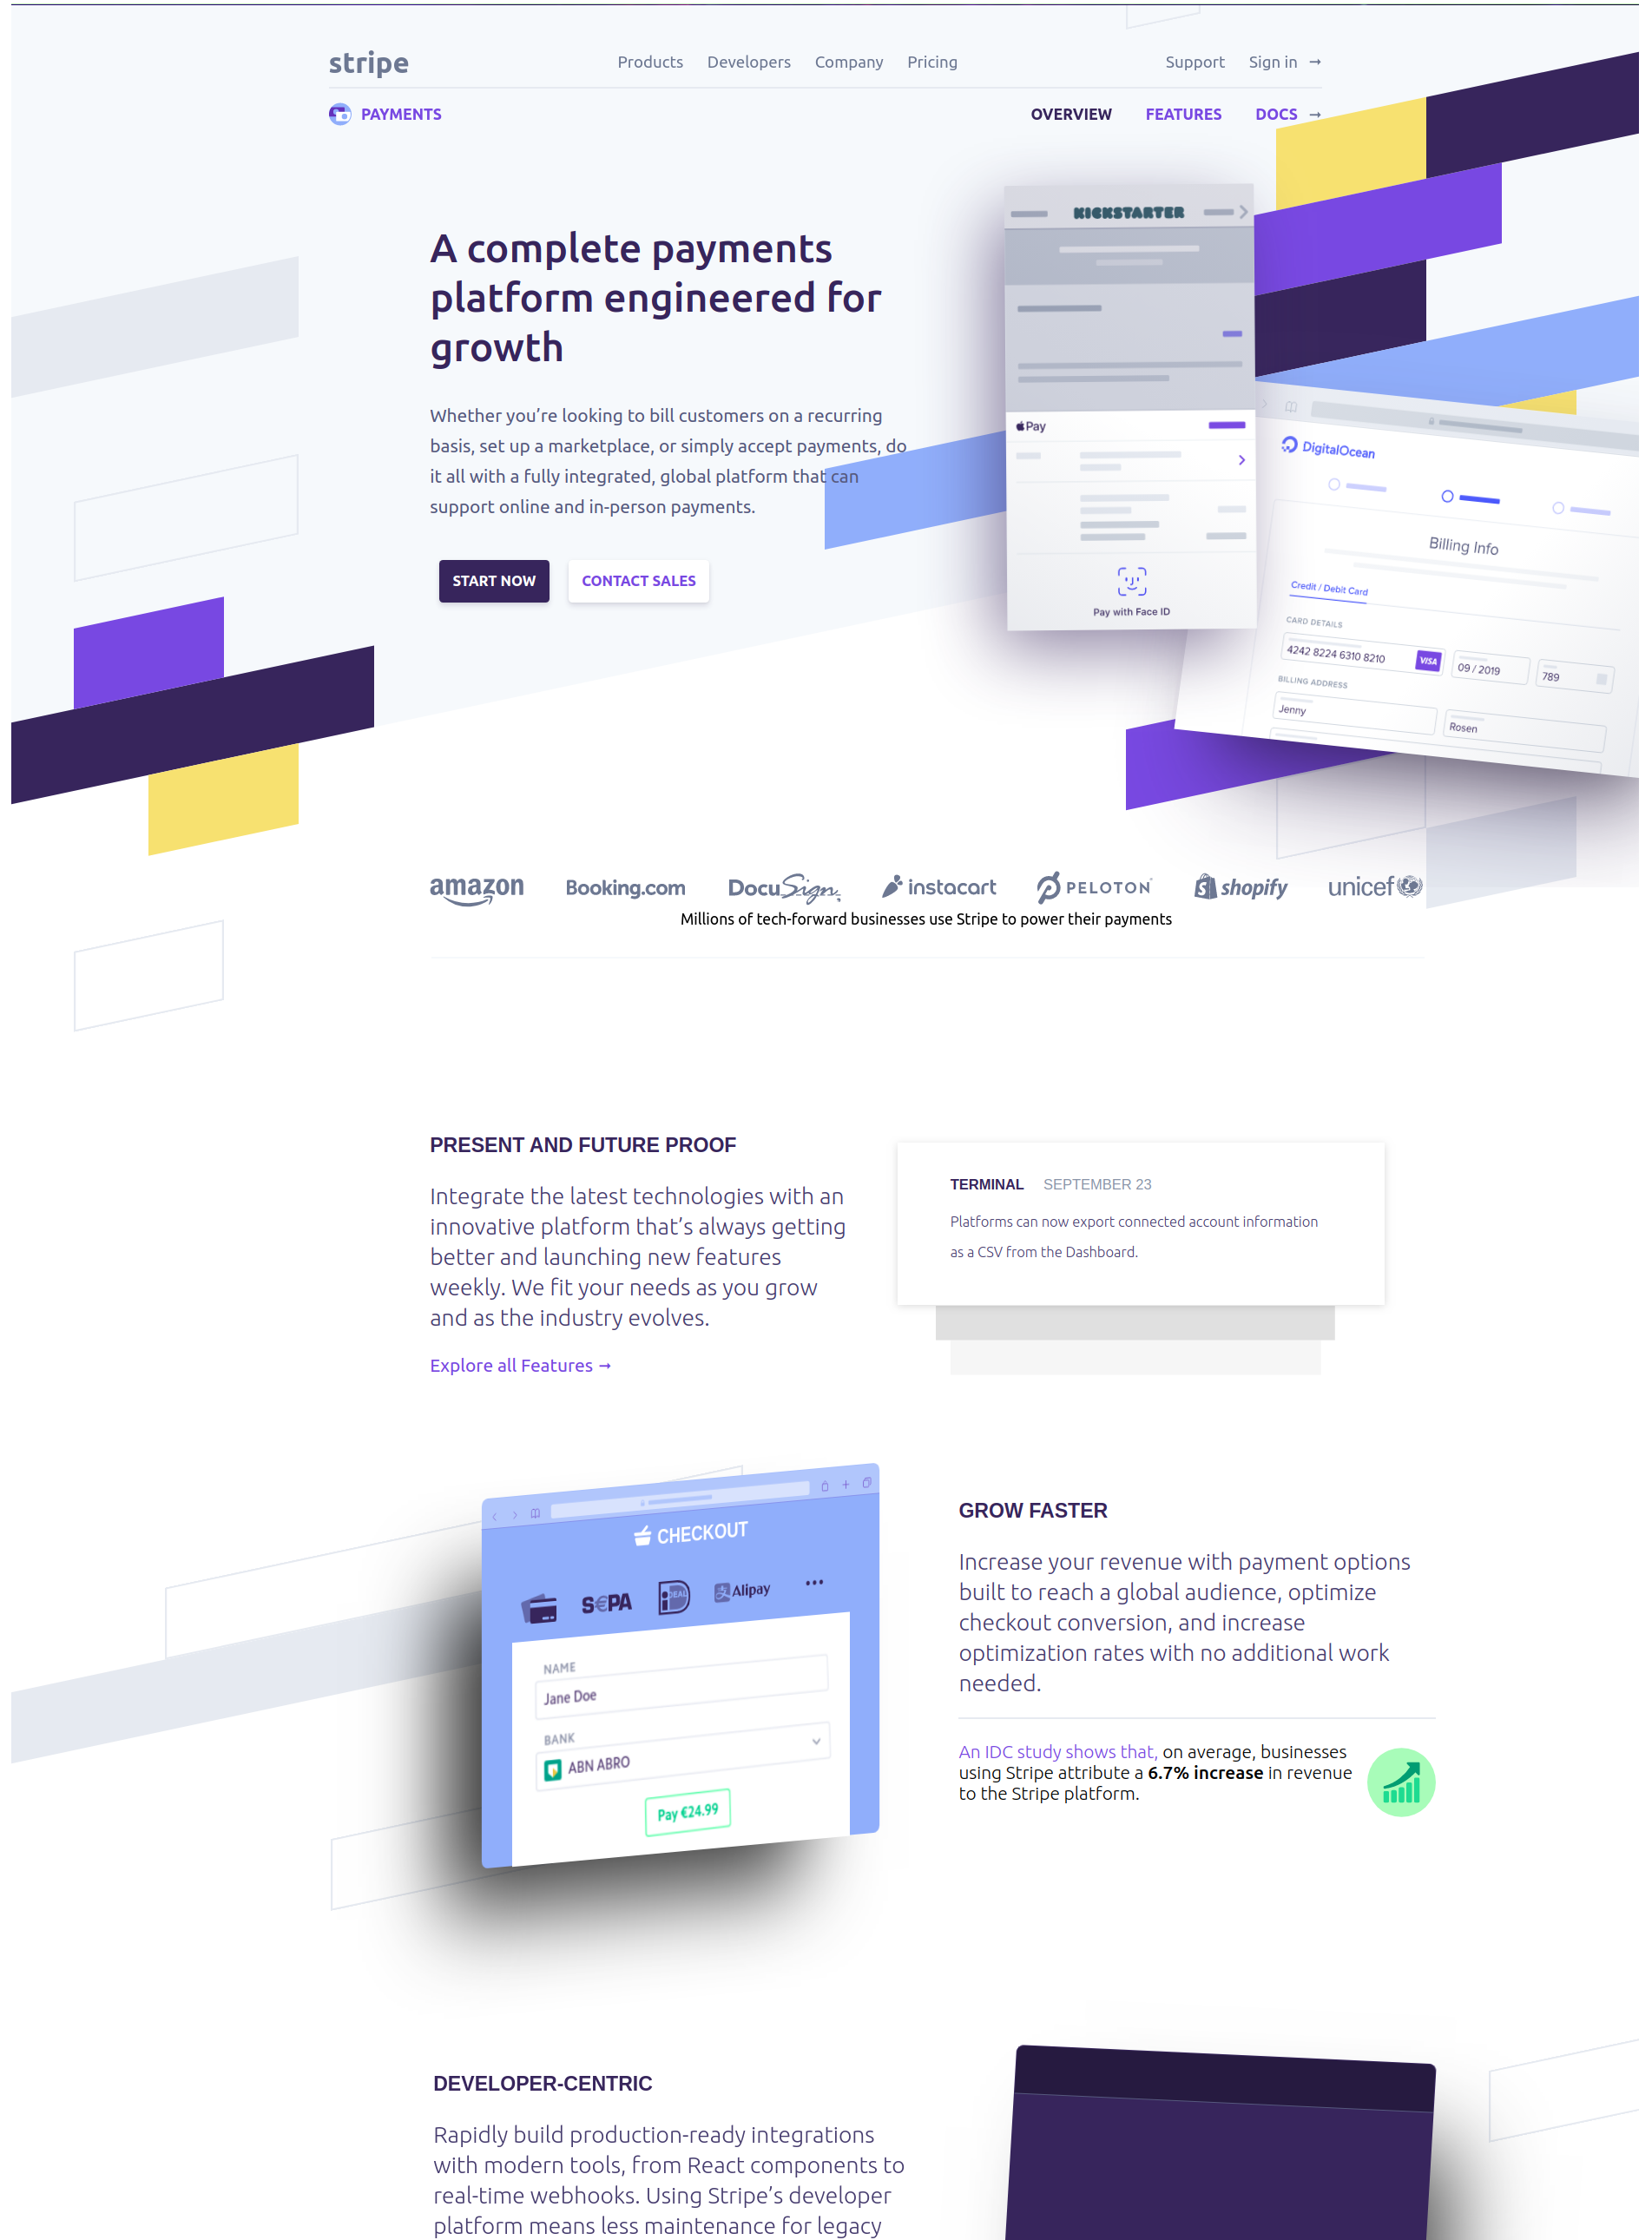 stripe
Products Developers Company Pricing
Support Sign in →
PAYMENTS
OVERVIEW FEATURES DOCS →
A complete payments
platform engineered for
growth
Whether you’re looking to bill customers on a recurring
basis, set up a marketplace, or simply accept payments, do
it all with a fully integrated, global platform that can
support online and in-person payments.
START NOW
CONTACT SALES
KICKSTARTER
Pay
Pay with Face ID
DigitalOcean
Billing Info
Credit / Debit Card
CARD DETAILS
4242 8224 6310 8210 VISA 09 / 2019 789
BILLING ADDRESS
Jenny Rosen
amazon Booking.com DocuSign instacart PELOTON shopify unicef
Millions of tech-forward businesses use Stripe to power their payments
PRESENT AND FUTURE PROOF
Integrate the latest technologies with an
innovative platform that’s always getting
better and launching new features
weekly. We fit your needs as you grow
and as the industry evolves.
Explore all Features →
TERMINAL SEPTEMBER 23
Platforms can now export connected account information
as a CSV from the Dashboard.
CHECKOUT
S€PA iDEAL 支 Alipay •••
NAME
Jane Doe
BANK
ABN ABRO
Pay €24.99
GROW FASTER
Increase your revenue with payment options
built to reach a global audience, optimize
checkout conversion, and increase
optimization rates with no additional work
needed.
An IDC study shows that, on average, businesses
using Stripe attribute a 6.7% increase in revenue
to the Stripe platform.
DEVELOPER-CENTRIC
Rapidly build production-ready integrations
with modern tools, from React components to
real-time webhooks. Using Stripe’s developer
platform means less maintenance for legacy